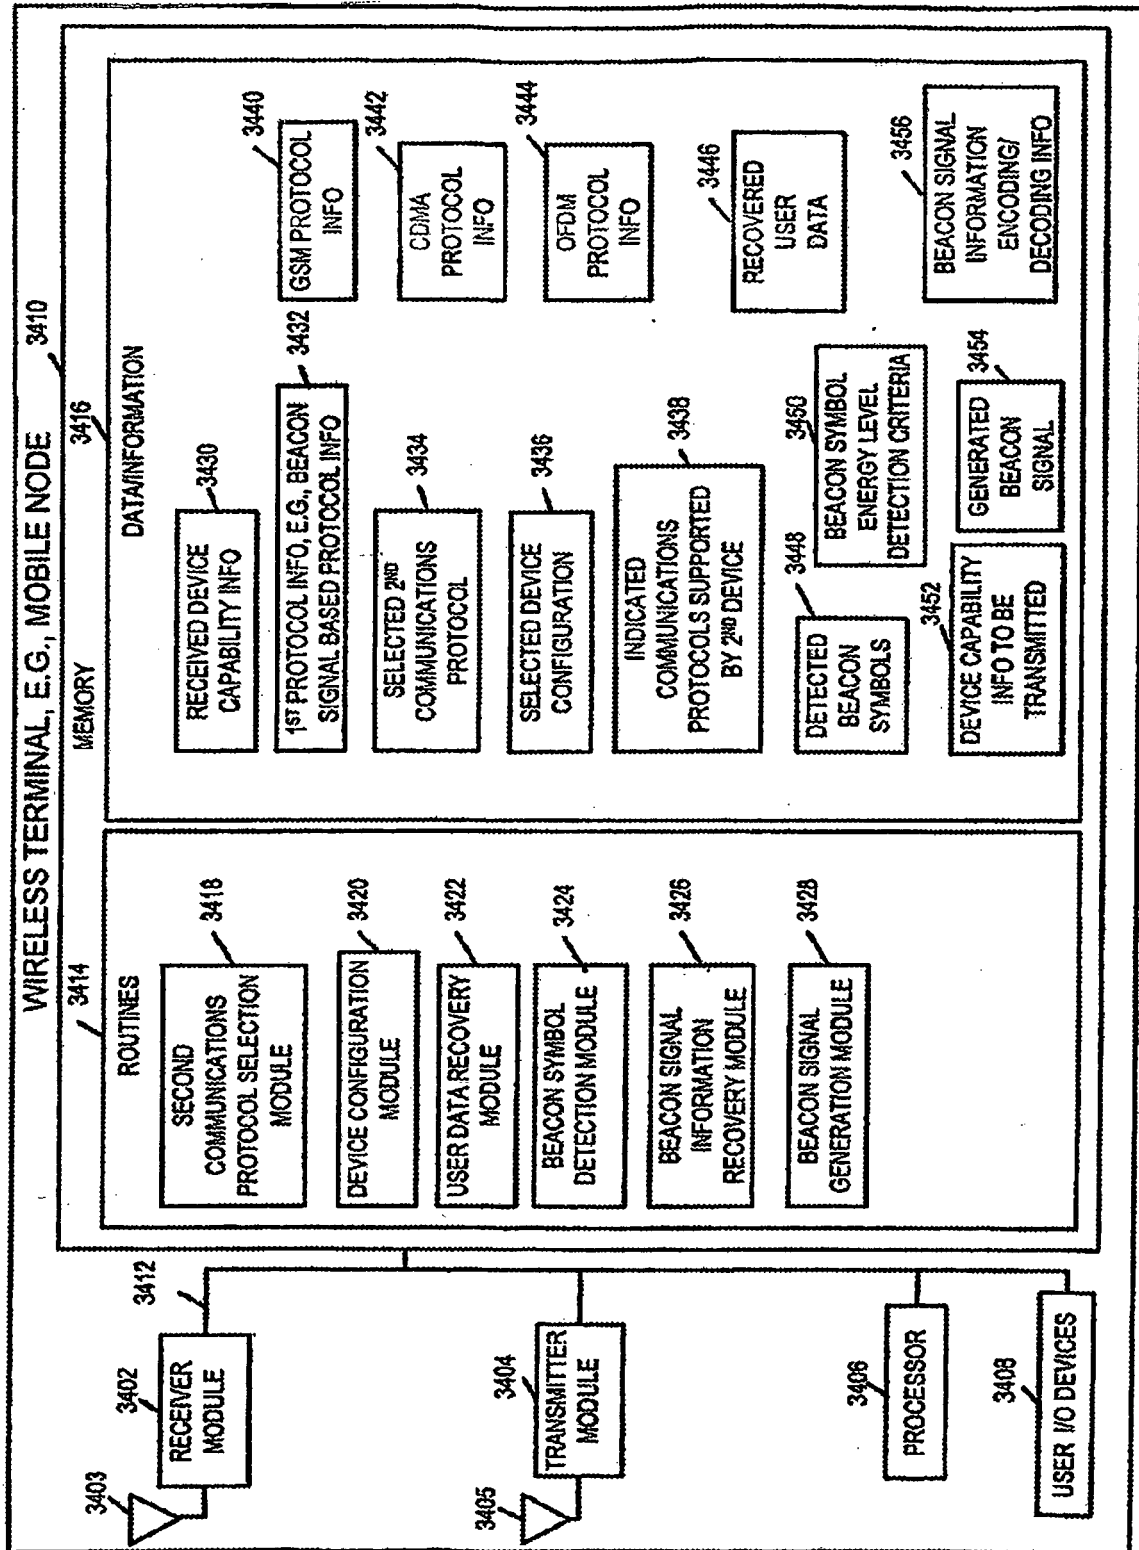 WIRELESS TERMINAL, E.G., MOBILE NODE
3410
3403
3402
RECEIVER
MODULE
3412
3405
3404
TRANSMITTER
MODULE
3406
PROCESSOR
3408
USER I/O DEVICES
MEMORY
3414
ROUTINES
3418
SECOND
COMMUNICATIONS
PROTOCOL SELECTION
MODULE
3420
DEVICE CONFIGURATION
MODULE
3422
USER DATA RECOVERY
MODULE
3424
BEACON SYMBOL
DETECTION MODULE
3426
BEACON SIGNAL
INFORMATION
RECOVERY MODULE
3428
BEACON SIGNAL
GENERATION MODULE
3416
DATA/INFORMATION
3430
RECEIVED DEVICE
CAPABILITY INFO
3432
1ST PROTOCOL INFO, E.G., BEACON
SIGNAL BASED PROTOCOL INFO
3434
SELECTED 2ND
COMMUNICATIONS
PROTOCOL
3436
SELECTED DEVICE
CONFIGURATION
3438
INDICATED
COMMUNICATIONS
PROTOCOLS SUPPORTED
BY 2ND DEVICE
3440
GSM PROTOCOL
INFO
3442
CDMA
PROTOCOL
INFO
3444
OFDM
PROTOCOL
INFO
3446
RECOVERED
USER
DATA
3448
DETECTED
BEACON
SYMBOLS
3450
BEACON SYMBOL
ENERGY LEVEL
DETECTION CRITERIA
3452
DEVICE CAPABILITY
INFO TO BE
TRANSMITTED
3454
GENERATED
BEACON
SIGNAL
3456
BEACON SIGNAL
INFORMATION
ENCODING/
DECODING INFO